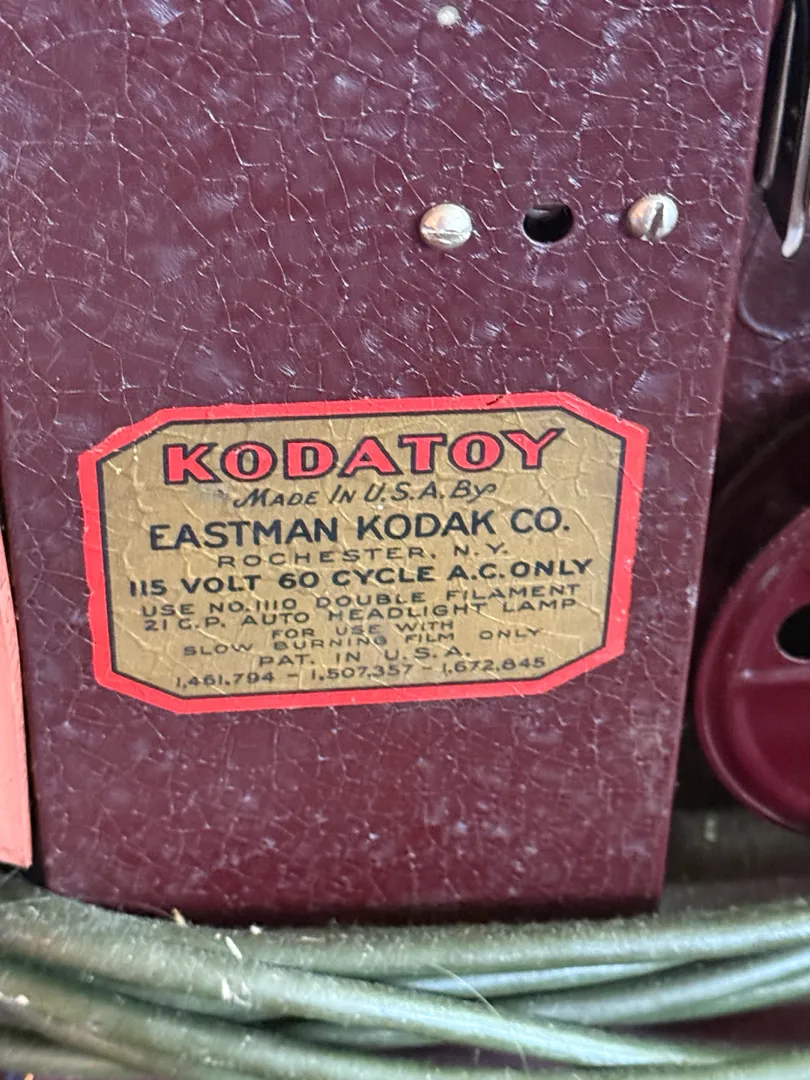 KODATOY
MADE IN U.S.A. By
EASTMAN KODAK CO.
ROCHESTER, N.Y.
115 VOLT 60 CYCLE A.C. ONLY
USE NO. 1110 DOUBLE FILAMENT
21 C.P. AUTO HEADLIGHT LAMP
FOR USE WITH
SLOW BURNING FILM ONLY
PAT. IN U.S.A.
1,461,794 - 1,507,357 - 1,672,845